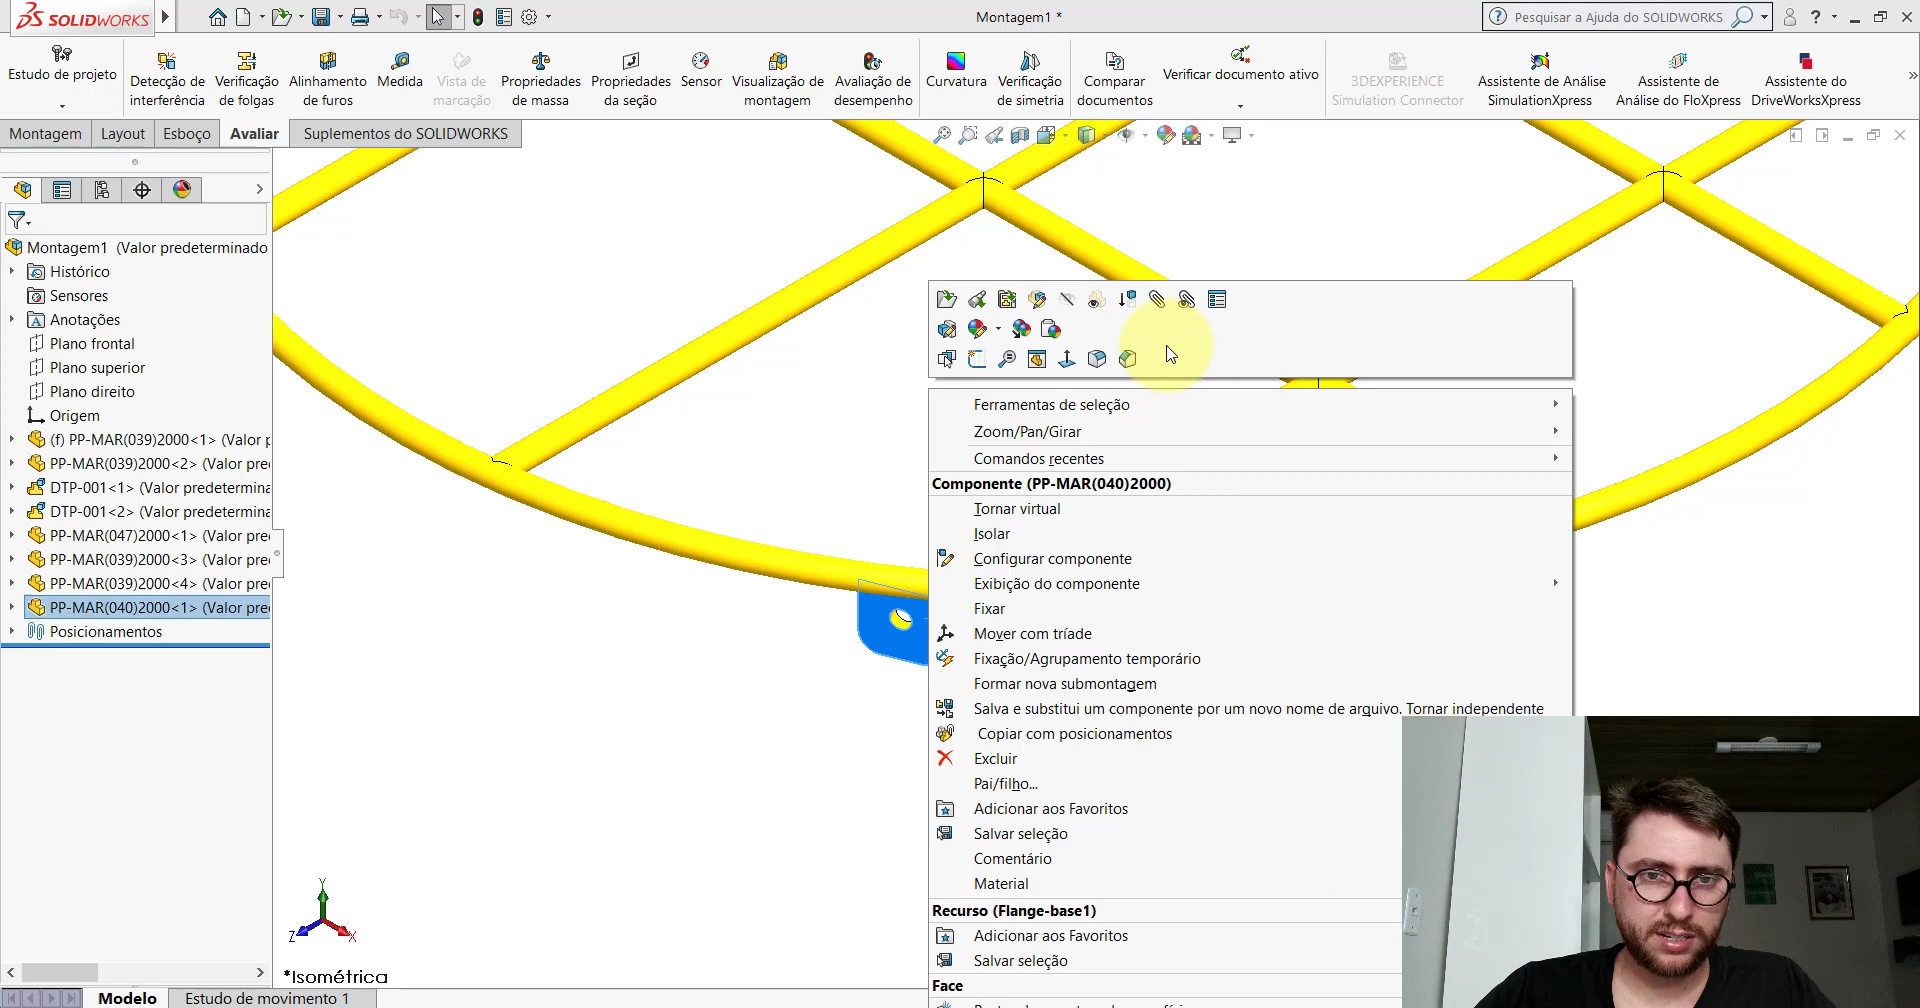 SOLIDWORKS
Montagem1 *
Pesquisar a Ajuda do SOLIDWORKS
Estudo de projeto
Detecção de interferência
Verificação de folgas
Alinhamento de furos
Medida
Vista de marcação
Propriedades de massa
Propriedades da seção
Sensor
Visualização de montagem
Avaliação de desempenho
Curvatura
Verificação de simetria
Comparar documentos
Verificar documento ativo
3DEXPERIENCE Simulation Connector
Assistente de Análise SimulationXpress
Assistente de Análise do FloXpress
Assistente do DriveWorksXpress
Montagem
Layout
Esboço
Avaliar
Suplementos do SOLIDWORKS
Montagem1 (Valor predeterminado
Histórico
Sensores
Anotações
Plano frontal
Plano superior
Plano direito
Origem
(f) PP-MAR(039)2000<1> (Valor p
PP-MAR(039)2000<2> (Valor pre
DTP-001<1> (Valor predetermina
DTP-001<2> (Valor predetermina
PP-MAR(047)2000<1> (Valor pre
PP-MAR(039)2000<3> (Valor pre
PP-MAR(039)2000<4> (Valor pre
PP-MAR(040)2000<1> (Valor pre
Posicionamentos
Ferramentas de seleção
Zoom/Pan/Girar
Comandos recentes
Componente (PP-MAR(040)2000)
Tornar virtual
Isolar
Configurar componente
Exibição do componente
Fixar
Mover com tríade
Fixação/Agrupamento temporário
Formar nova submontagem
Salva e substitui um componente por um novo nome de arquivo. Tornar independente
Copiar com posicionamentos
Excluir
Pai/filho...
Adicionar aos Favoritos
Salvar seleção
Comentário
Material
Recurso (Flange-base1)
Adicionar aos Favoritos
Salvar seleção
Face
Y
Z
X
*Isométrica
Modelo
Estudo de movimento 1